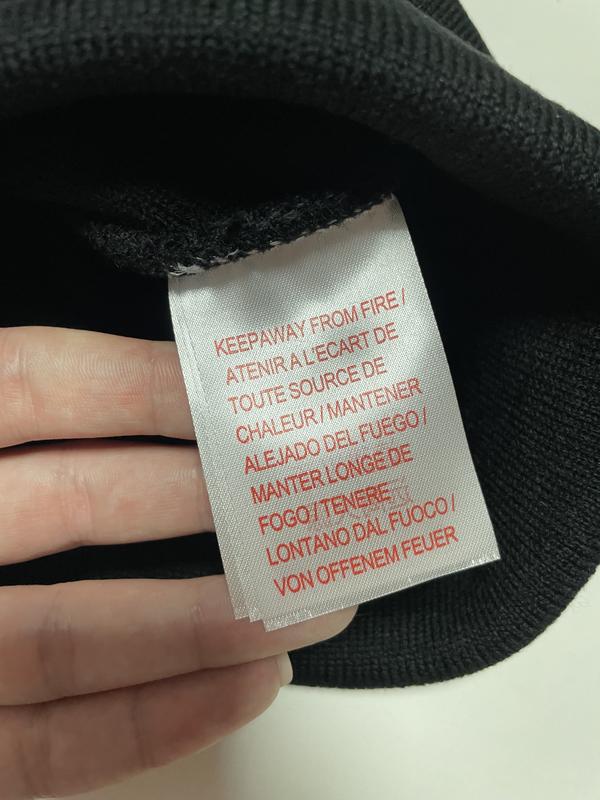 KEEPAWAY FROM FIRE /
ATENIR A L'ECART DE
TOUTE SOURCE DE
CHALEUR / MANTENER
ALEJADO DEL FUEGO /
MANTER LONGE DE
FOGO / TENERE
LONTANO DAL FUOCO /
VON OFFENEM FEUER